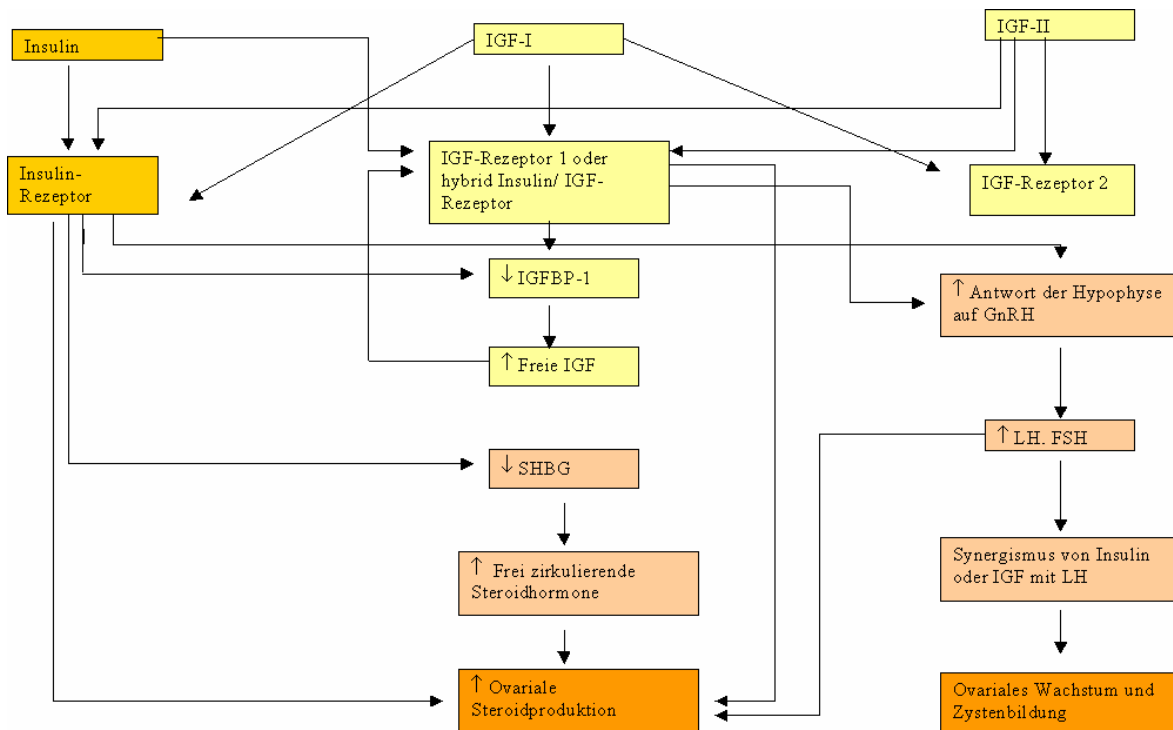 Insulin
IGF-I
IGF-II
Insulin-
Rezeptor
IGF-Rezeptor 1 oder
hybrid Insulin/ IGF-
Rezeptor
IGF-Rezeptor 2
↓ IGFBP-1
↑ Antwort der Hypophyse
auf GnRH
↑ Freie IGF
↑ LH. FSH
↓ SHBG
↑ Frei zirkulierende
Steroidhormone
Synergismus von Insulin
oder IGF mit LH
↑ Ovariale
Steroidproduktion
Ovariales Wachstum und
Zystenbildung